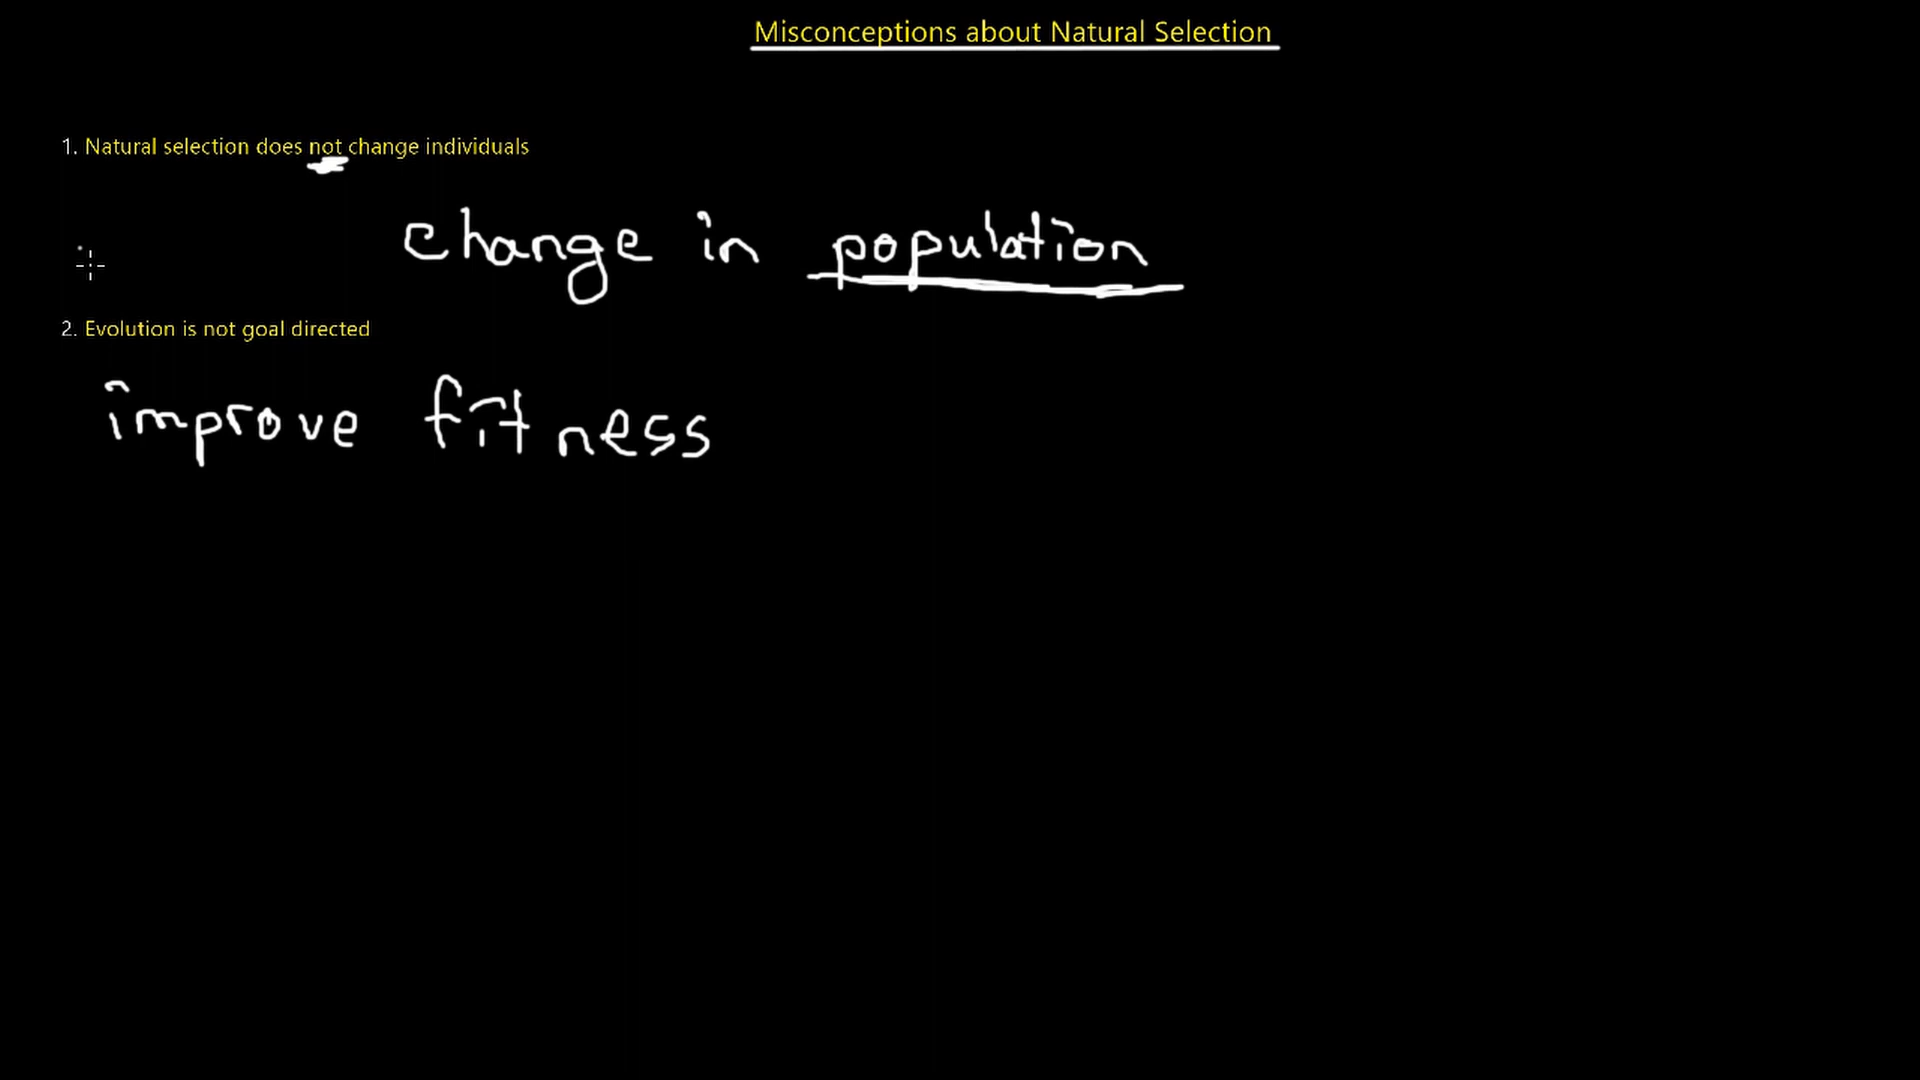 Misconceptions about Natural Selection
1. Natural selection does not change individuals
change in population
2. Evolution is not goal directed
improve fitness